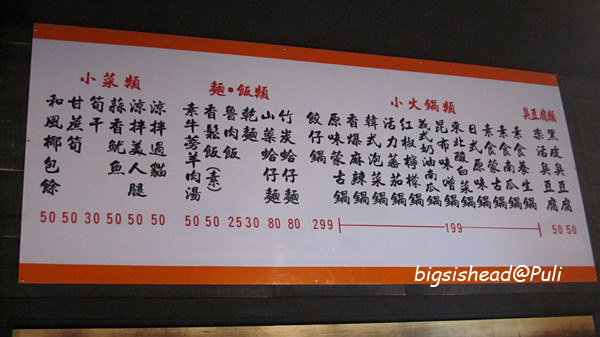 臭豆腐類
黑皮臭豆腐
50
活臭豆腐
50
小火鍋類
素食養生鍋
素食南瓜鍋
素食蒙古鍋
日式原味鍋
東北酸白菜鍋
昆布味噌鍋
義式奶油南瓜鍋
紅椒檸檬鍋
活力蕃茄鍋
韓式泡菜鍋
香爆麻辣鍋
原味蒙古鍋
199
餃仔鍋
299
麵•飯類
竹炭蛤仔麵
80
山菜蛤仔麵
80
乾麵
30
魯肉飯
25
香鬆飯(素)
50
素牛蒡羊肉湯
50
小菜類
涼拌過貓
50
涼拌美人腿
50
蒜香魷魚
50
筍干
30
甘蔗筍
50
和風椰包餘
50
bigsishead@Puli